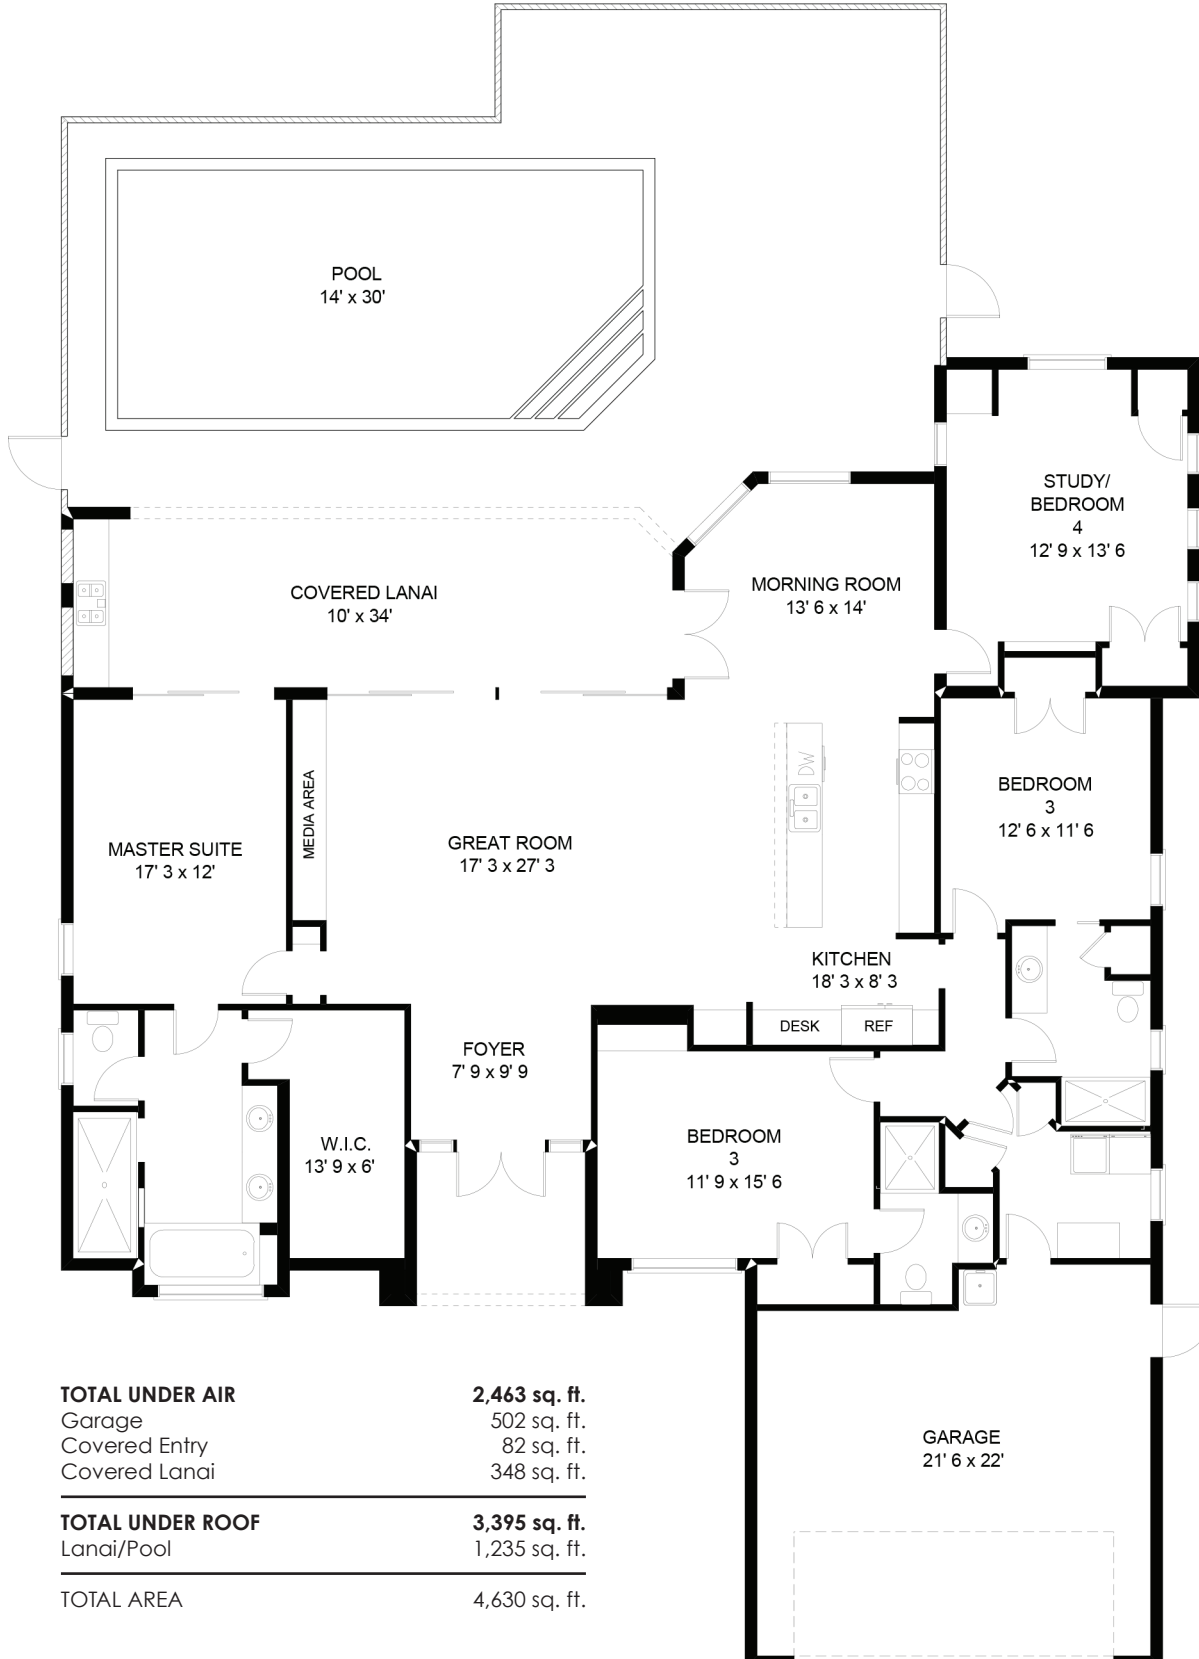 POOL
14' x 30'
STUDY/
BEDROOM
4
12' 9 x 13' 6
COVERED LANAI
10' x 34'
MORNING ROOM
13' 6 x 14'
DW
MEDIA AREA
BEDROOM
3
12' 6 x 11' 6
MASTER SUITE
17' 3 x 12'
GREAT ROOM
17' 3 x 27' 3
KITCHEN
18' 3 x 8' 3
DESK
REF
FOYER
7' 9 x 9' 9
W.I.C.
13' 9 x 6'
BEDROOM
3
11' 9 x 15' 6
GARAGE
21' 6 x 22'
TOTAL UNDER AIR 2,463 sq. ft.
Garage 502 sq. ft.
Covered Entry 82 sq. ft.
Covered Lanai 348 sq. ft.
TOTAL UNDER ROOF 3,395 sq. ft.
Lanai/Pool 1,235 sq. ft.
TOTAL AREA 4,630 sq. ft.